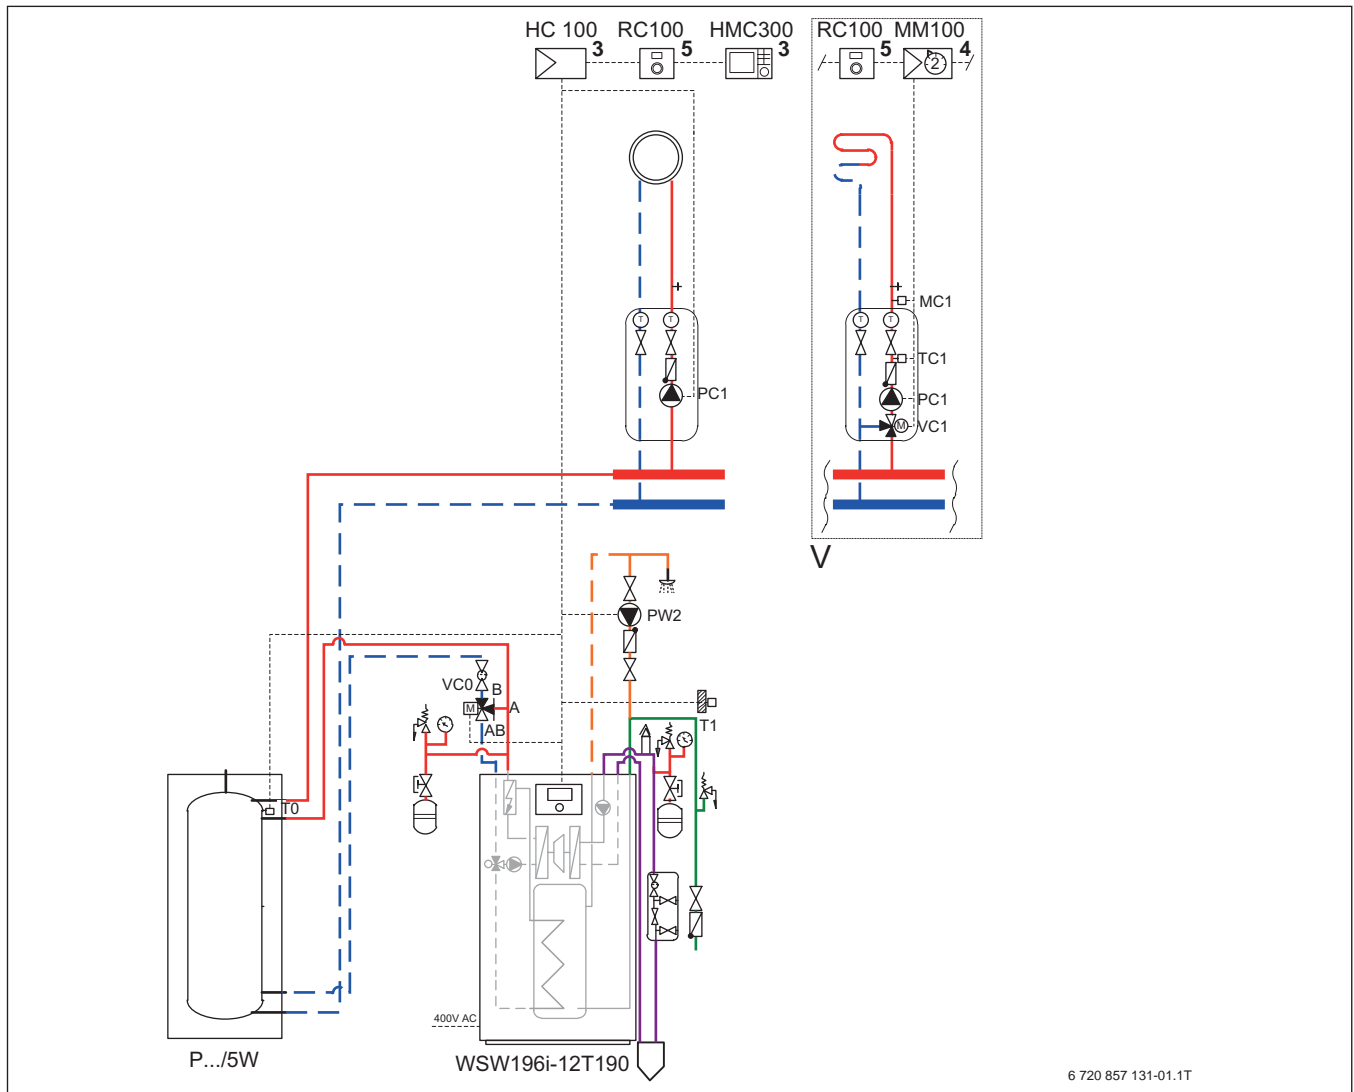 HC 100 RC100 HMC300 RC100 MM100
3 5 3 5 4
2
T T T T
MC1
TC1
PC1 PC1
M VC1
V
PW2
VC0 B
M A
AB T1
T0
400V AC
P.../5W WSW196i-12T190
6 720 857 131-01.1T